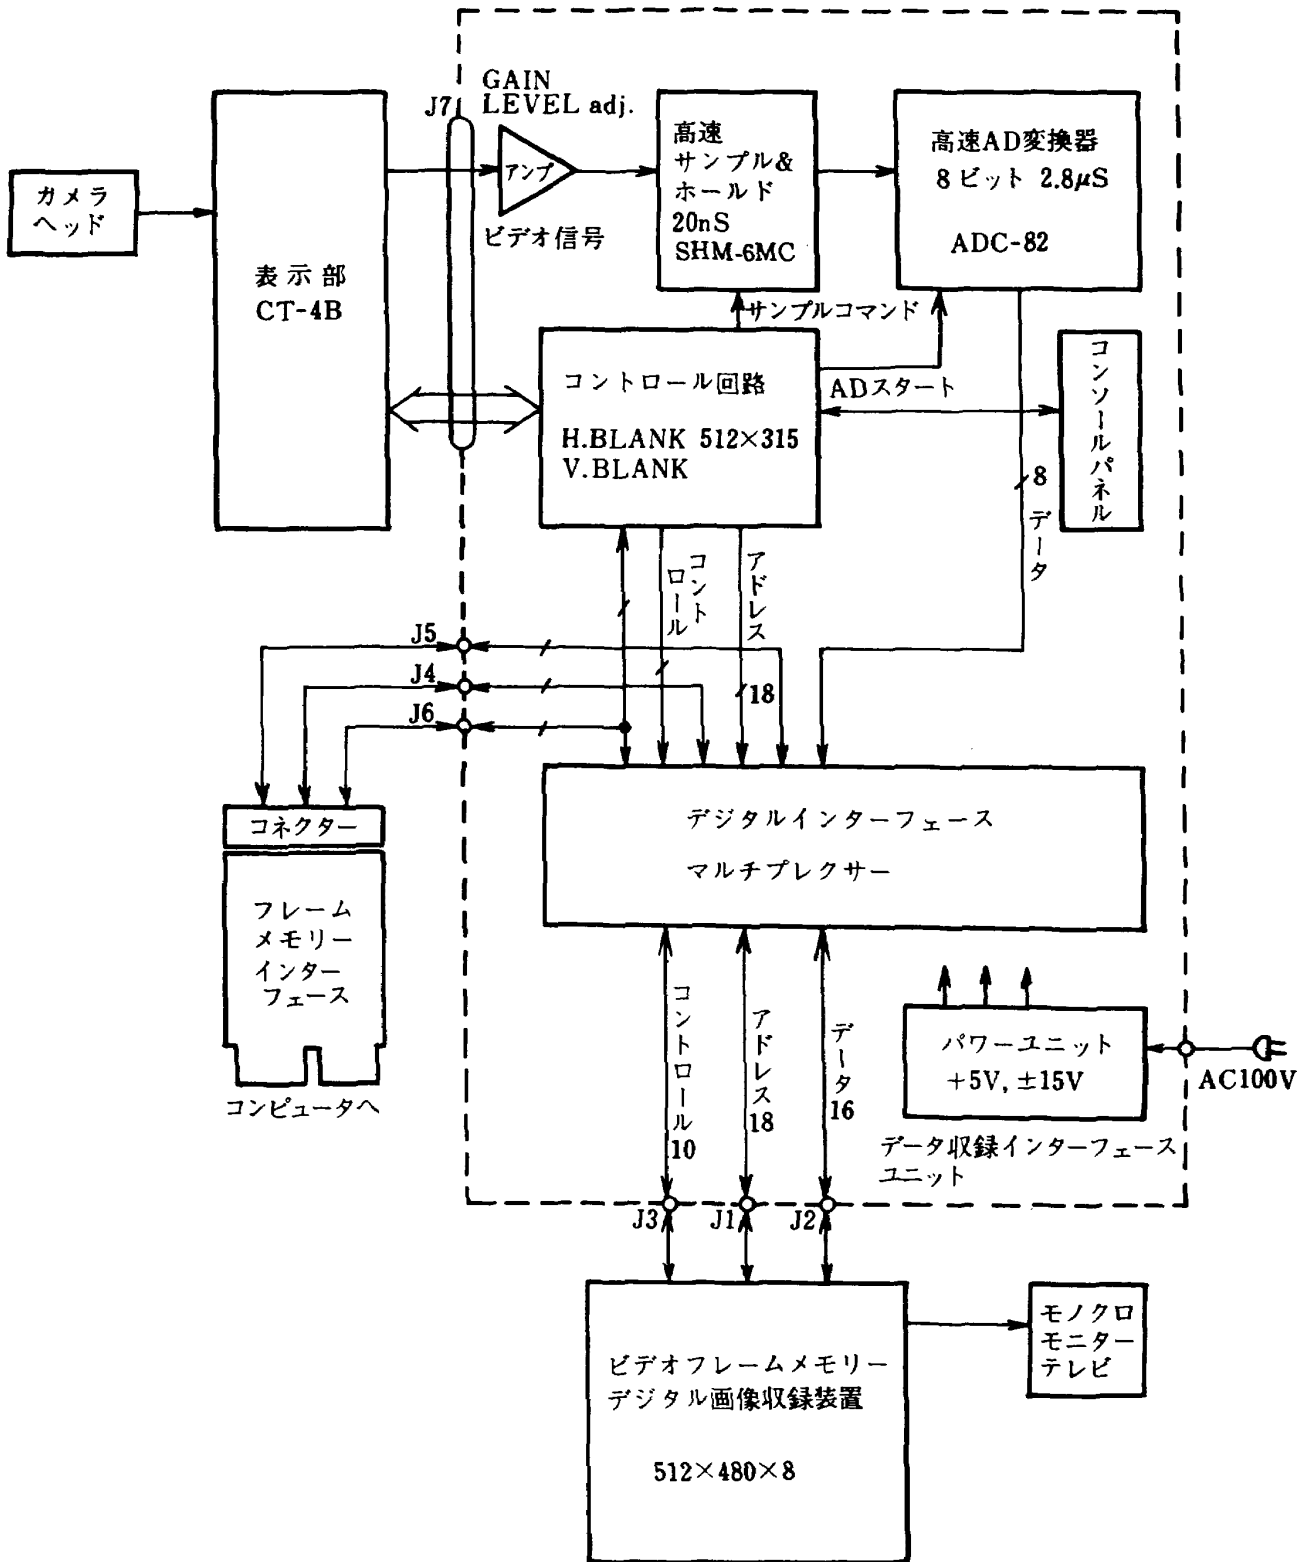 GAIN
LEVEL adj.
J7
カメラ
ヘッド
表示部
CT-4B
アンプ
ビデオ信号
高速
サンプル&
ホールド
20nS
SHM-6MC
高速AD変換器
8ビット 2.8μS
ADC-82
サンプルコマンド
コントロール回路
H.BLANK 512×315
V.BLANK
ADスタート
コンソールパネル
8
データ
コント
ロール
アドレス
18
J5
J4
J6
コネクター
フレーム
メモリー
インター
フェース
コンピュータへ
デジタルインターフェース
マルチプレクサー
コントロール
10
アドレス
18
データ
16
パワーユニット
+5V, ±15V
AC100V
データ収録インターフェース
ユニット
J3
J1
J2
ビデオフレームメモリー
デジタル画像収録装置
512×480×8
モノクロ
モニター
テレビ